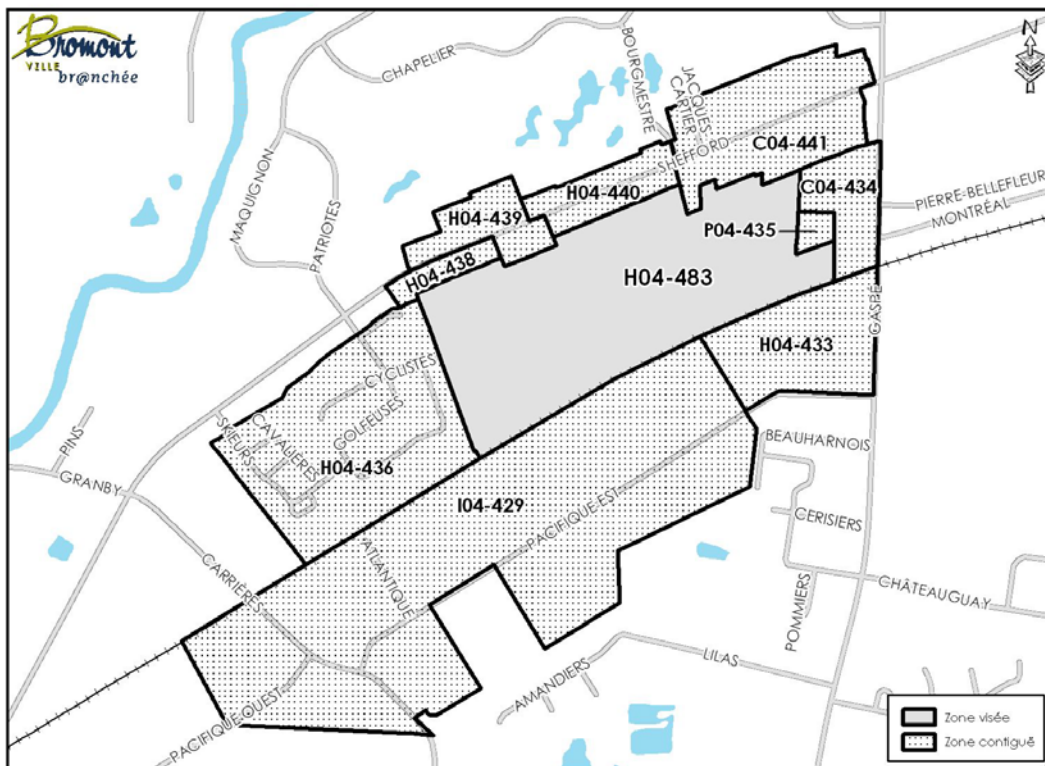 Bromont
VILLE
br@nchée
N
CHAPELIER
BOURGMESTRE
JACQUES-
CARTIER
SHEFFORD
C04-441
MAQUIGNON
PATRIOTES
H04-440
C04-434
H04-439
PIERRE-BELLEFLEUR
MONTRÉAL
P04-435
H04-438
H04-483
GASPÉ
H04-433
CYCLISTES
GOLFEUSES
CAVALIÈRES
SKIEURS
PINS
H04-436
BEAUHARNOIS
GRANBY
I04-429
PACIFIQUE EST
CERISIERS
CARRIÈRES
ATLANTIQUE
CHÂTEAUGUAY
POMMIERS
LILAS
AMANDIERS
PACIFIQUE OUEST
Zone visée
Zone contiguë